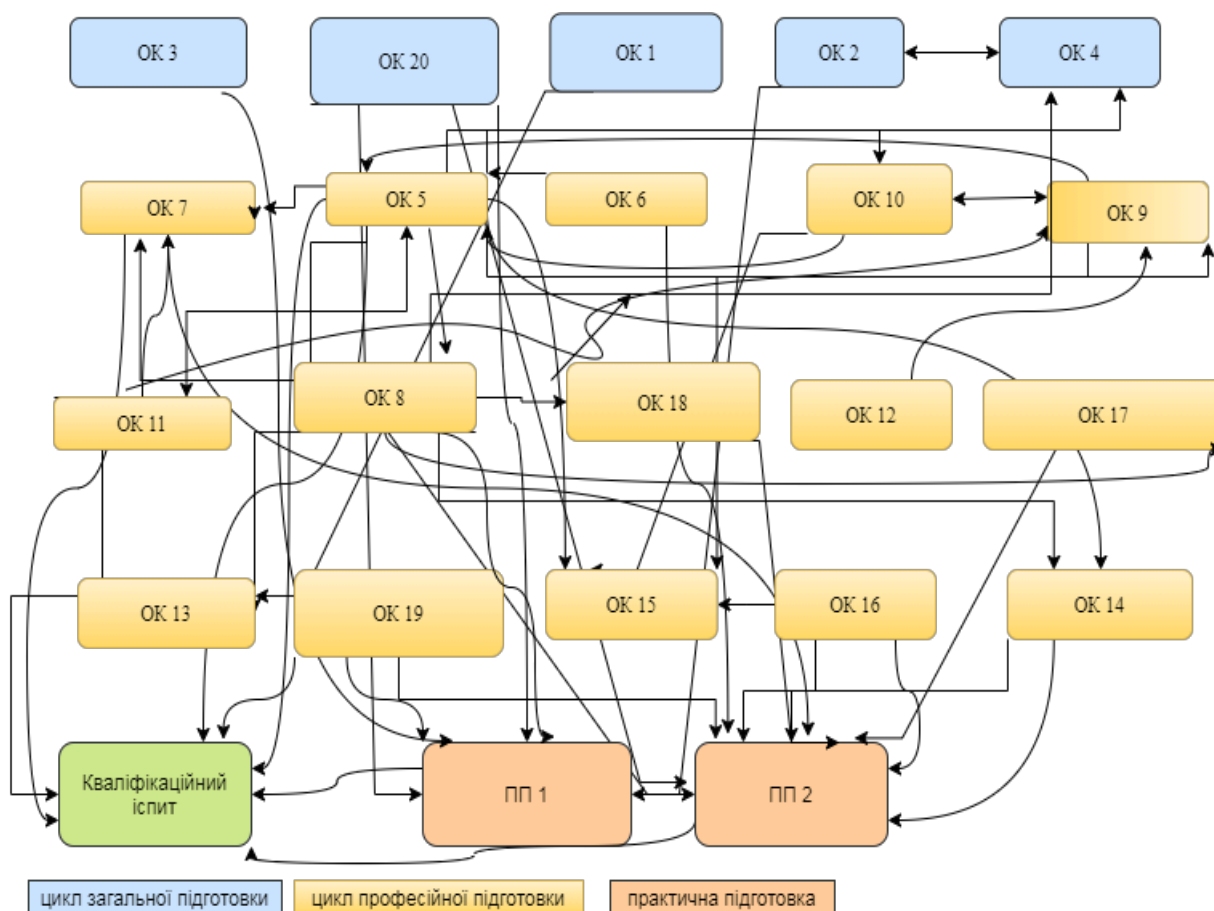 ОК 3
ОК 20
ОК 1
ОК 2
ОК 4
ОК 7
ОК 5
ОК 6
ОК 10
ОК 9
ОК 11
ОК 8
ОК 18
ОК 12
ОК 17
ОК 13
ОК 19
ОК 15
ОК 16
ОК 14
Кваліфікаційний
іспит
ПП 1
ПП 2
цикл загальної підготовки
цикл професійної підготовки
практична підготовка